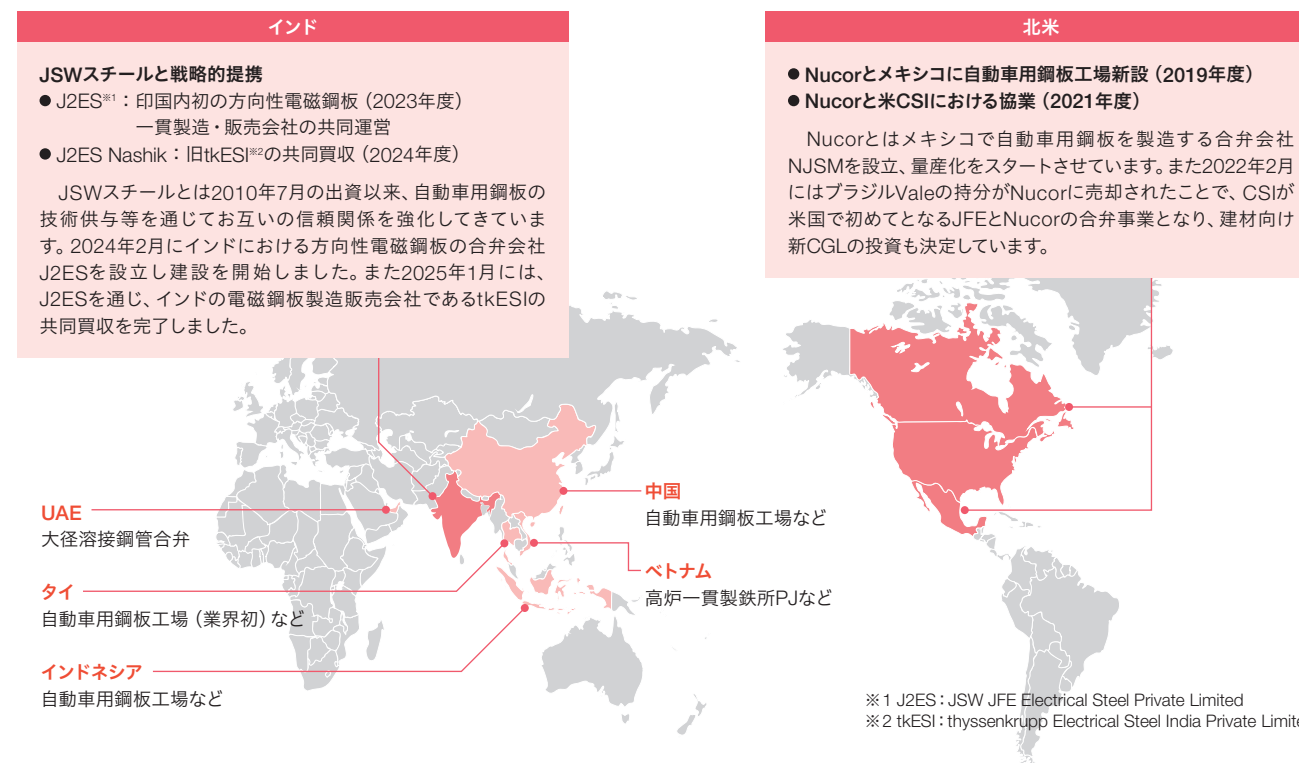 インド
JSWスチールと戦略的提携
● J2ES※1：印国内初の方向性電磁鋼板（2023年度）
一貫製造・販売会社の共同運営
● J2ES Nashik：旧tkESI※2の共同買収（2024年度）
JSWスチールとは2010年7月の出資以来、自動車用鋼板の
技術供与等を通じてお互いの信頼関係を強化してきていま
す。2024年2月にインドにおける方向性電磁鋼板の合弁会社
J2ESを設立し建設を開始しました。また2025年1月には、
J2ESを通じ、インドの電磁鋼板製造販売会社であるtkESIの
共同買収を完了しました。
北米
● Nucorとメキシコに自動車用鋼板工場新設（2019年度）
● Nucorと米CSIにおける協業（2021年度）
Nucorとはメキシコで自動車用鋼板を製造する合弁会社
NJSMを設立、量産化をスタートさせています。また2022年2月
にはブラジルValeの持分がNucorに売却されたことで、CSIが
米国で初めてとなるJFEとNucorの合弁事業となり、建材向け
新CGLの投資も決定しています。
UAE
大径溶接鋼管合弁
タイ
自動車用鋼板工場（業界初）など
インドネシア
自動車用鋼板工場など
中国
自動車用鋼板工場など
ベトナム
高炉一貫製鉄所PJなど
※1 J2ES：JSW JFE Electrical Steel Private Limited
※2 tkESI：thyssenkrupp Electrical Steel India Private Limite